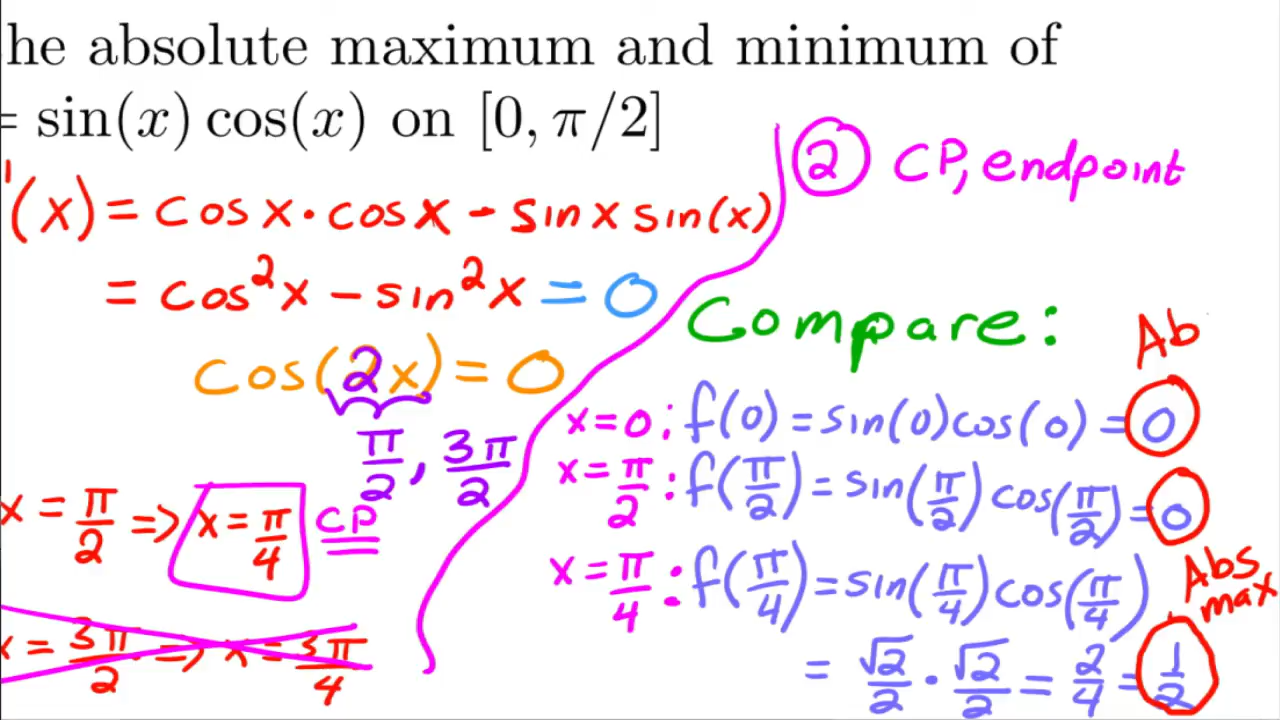 he absolute maximum and minimum of
= sin(x) cos(x) on [0, π/2]
'(x) = cosx · cosx - sinx sin(x)
= cos²x - sin²x = 0
cos(2x) = 0
π/2, 3π/2
x = π/2 => x = π/4 CP
x = 3π/2 => x = 3π/4
② CP, endpoint
Compare:
Ab
x=0: f(0) = sin(0)cos(0) = 0
x=π/2: f(π/2) = sin(π/2) cos(π/2) = 0
Abs
max
x=π/4: f(π/4) = sin(π/4) cos(π/4)
= √2/2 · √2/2 = 2/4 = 1/2